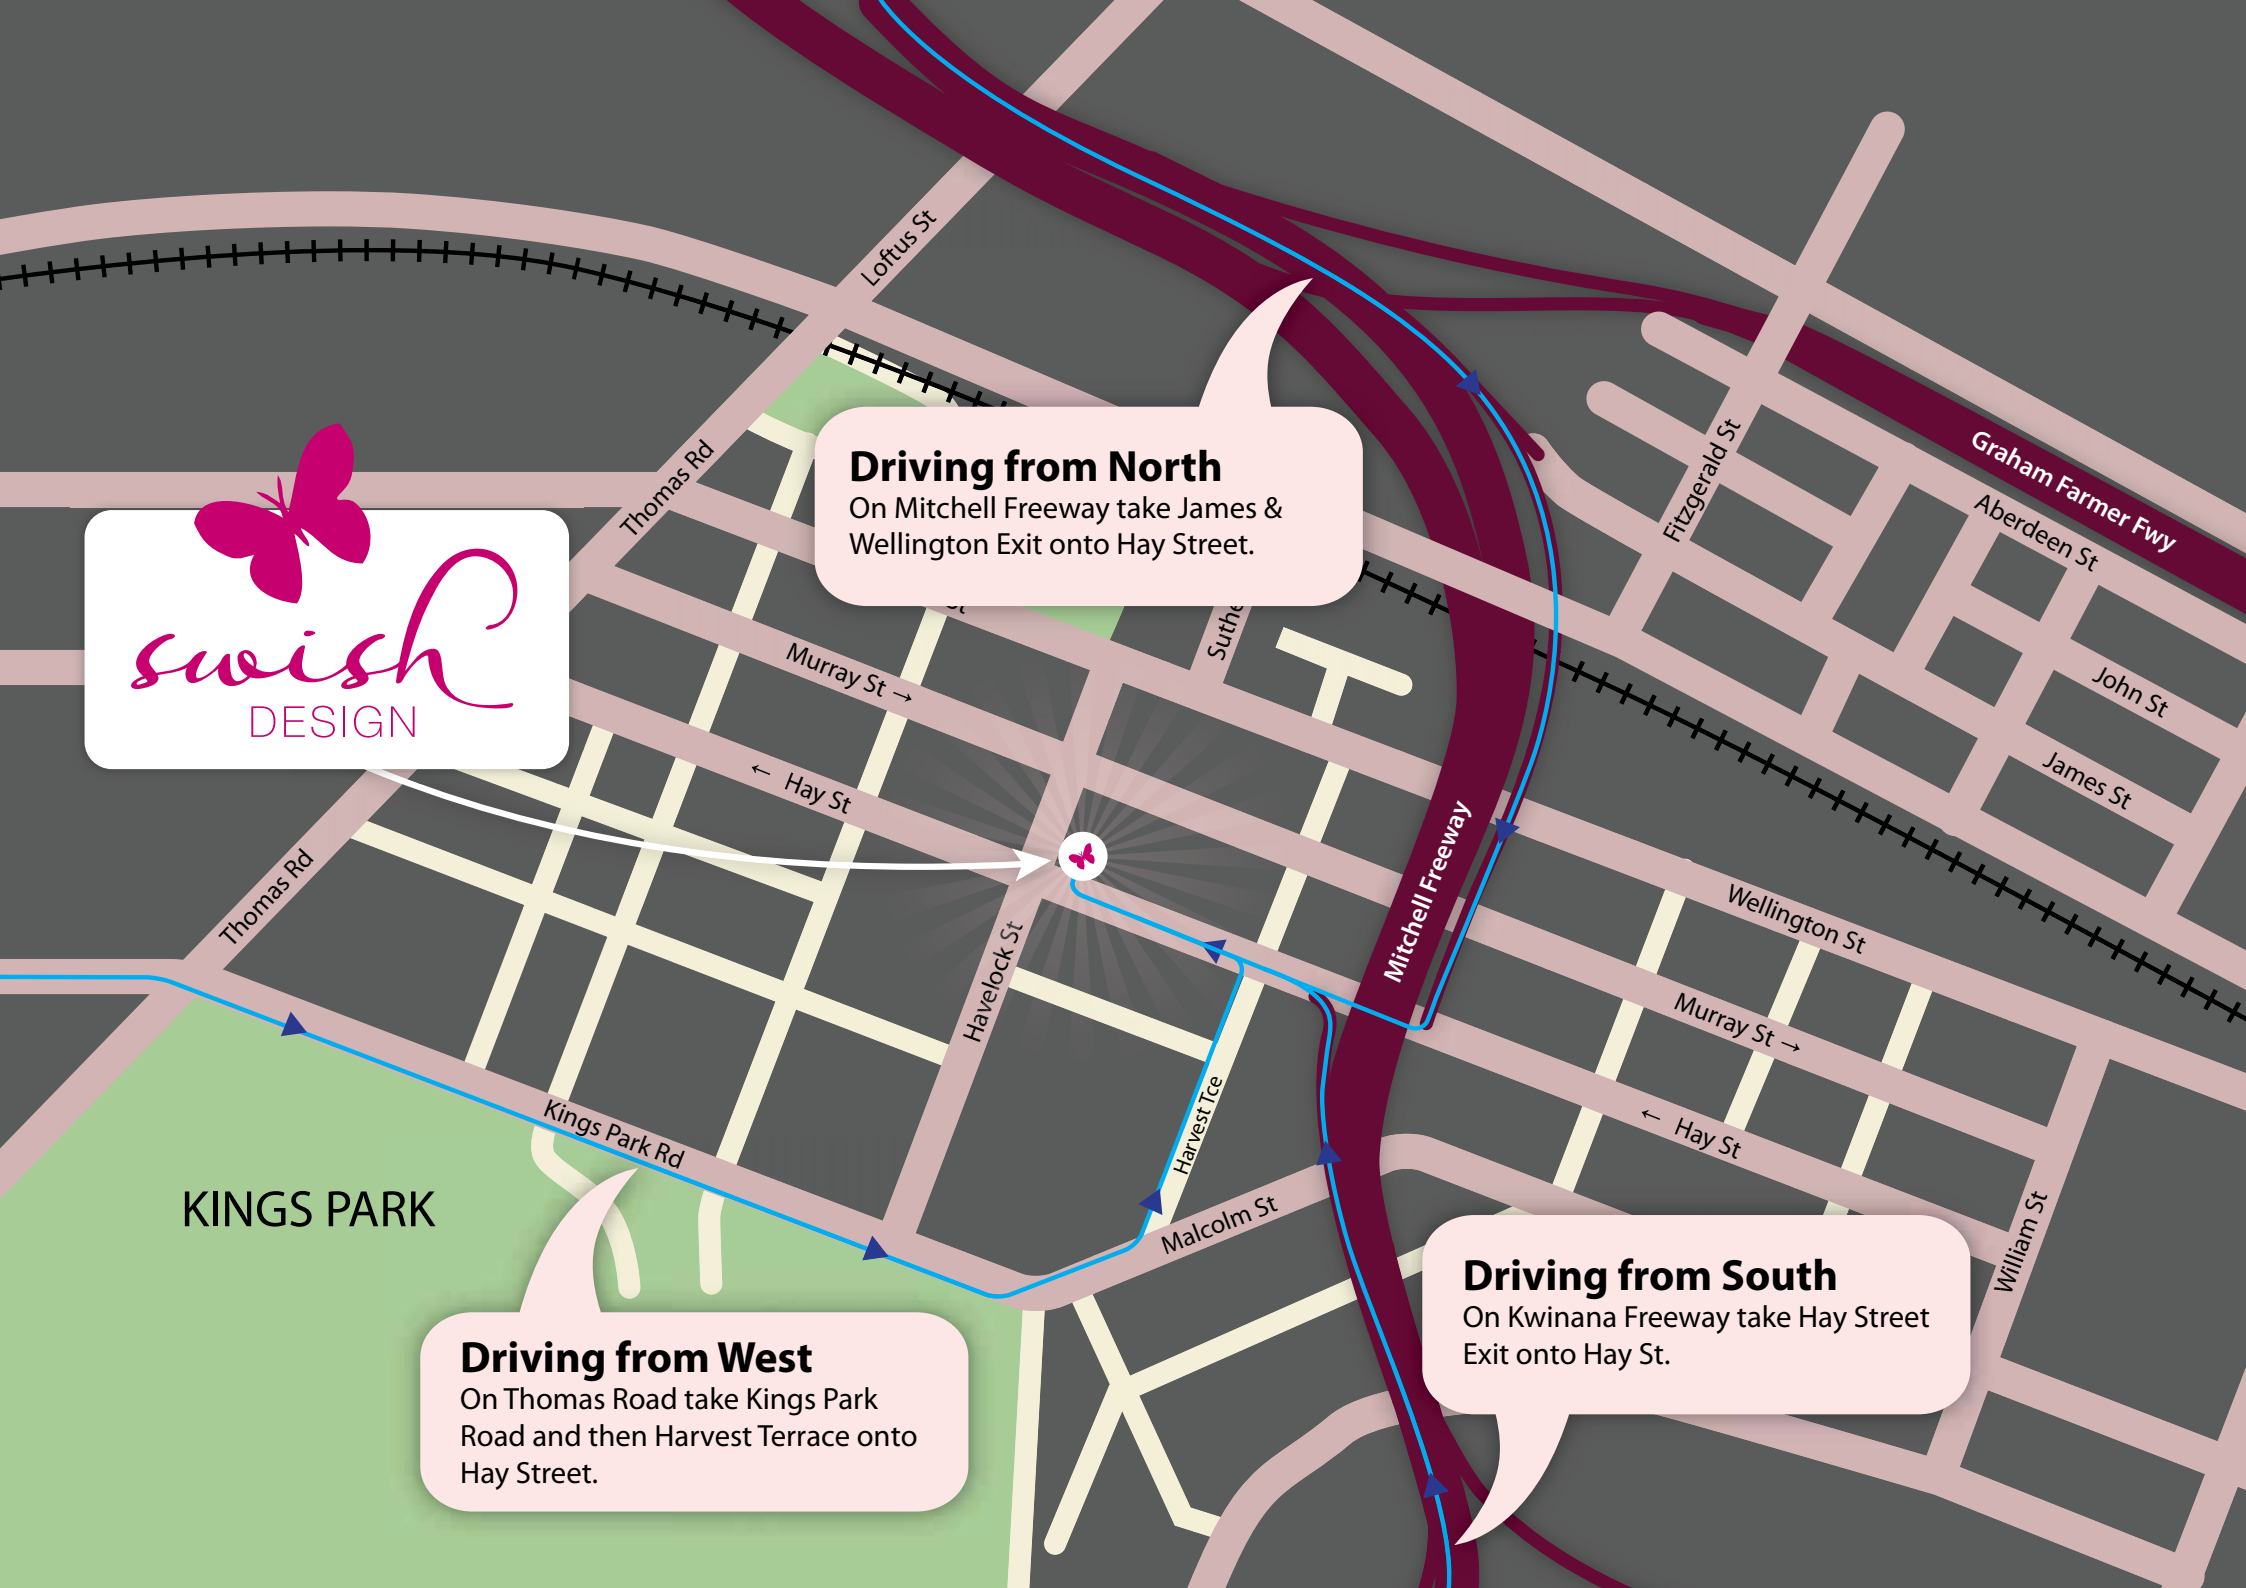 Loftus St
Thomas Rd
swish
DESIGN
Driving from North
On Mitchell Freeway take James &
Wellington Exit onto Hay Street.
Fitzgerald St
Graham Farmer Fwy
Aberdeen St
John St
James St
Murray St →
← Hay St
Mitchell Freeway
Wellington St
Murray St →
← Hay St
Thomas Rd
Havelock St
Harvest Tce
Kings Park Rd
Malcolm St
William St
KINGS PARK
Driving from West
On Thomas Road take Kings Park
Road and then Harvest Terrace onto
Hay Street.
Driving from South
On Kwinana Freeway take Hay Street
Exit onto Hay St.